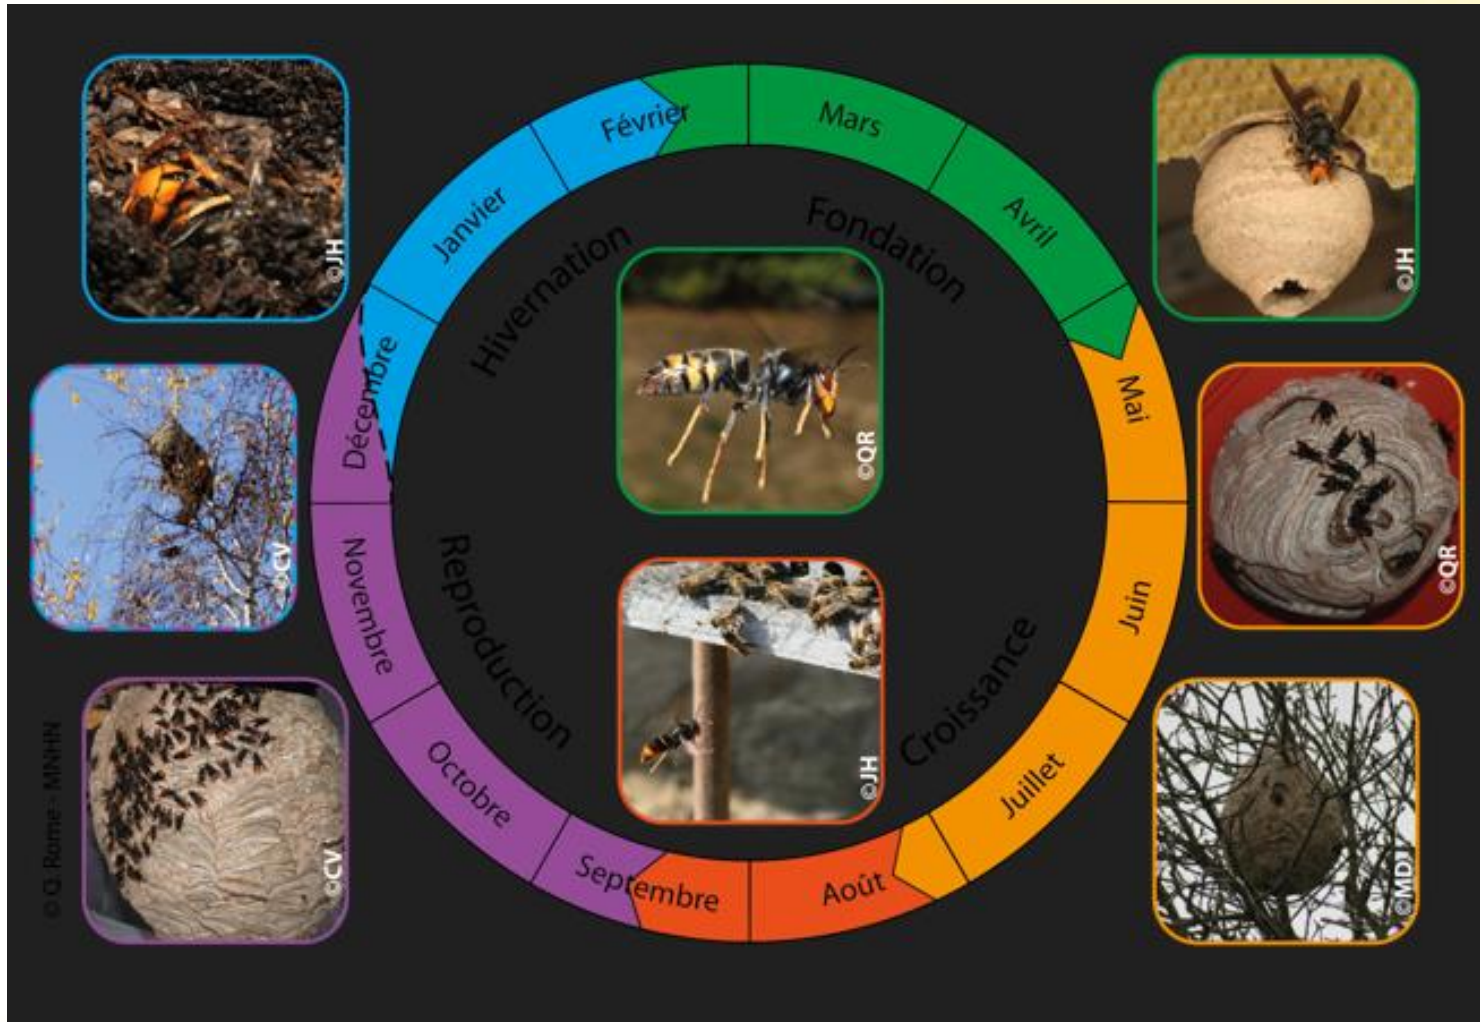 Janvier
Février
Mars
Avril
Mai
Juin
Juillet
Août
Septembre
Octobre
Novembre
Décembre
Hivernation
Fondation
Croissance
Reproduction
©JH
©CV
©CV
©QR
©JH
©JH
©QR
©MDJ
© Q. Rome - MNHN